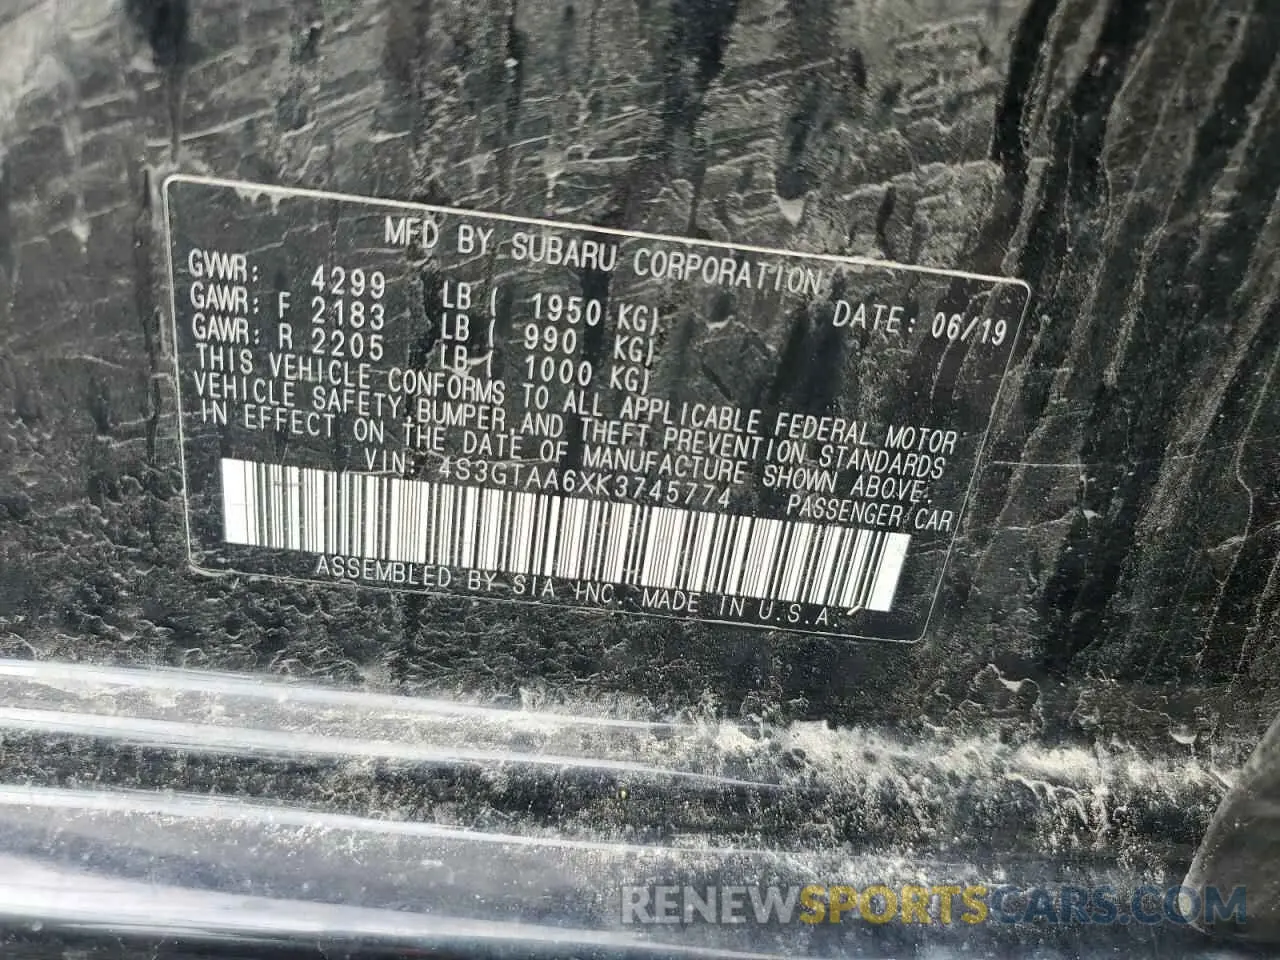 MFD BY SUBARU CORPORATION
GVWR: 4299 LB ( 1950 KG) DATE: 06/19
GAWR: F 2183 LB ( 990 KG)
GAWR: R 2205 LB ( 1000 KG)
THIS VEHICLE CONFORMS TO ALL APPLICABLE FEDERAL MOTOR
VEHICLE SAFETY, BUMPER, AND THEFT PREVENTION STANDARDS
IN EFFECT ON THE DATE OF MANUFACTURE SHOWN ABOVE.
VIN: 4S3GTAA6XK3745774 PASSENGER CAR
ASSEMBLED BY SIA INC. MADE IN U.S.A.
RENEWSPORTSCARS.COM